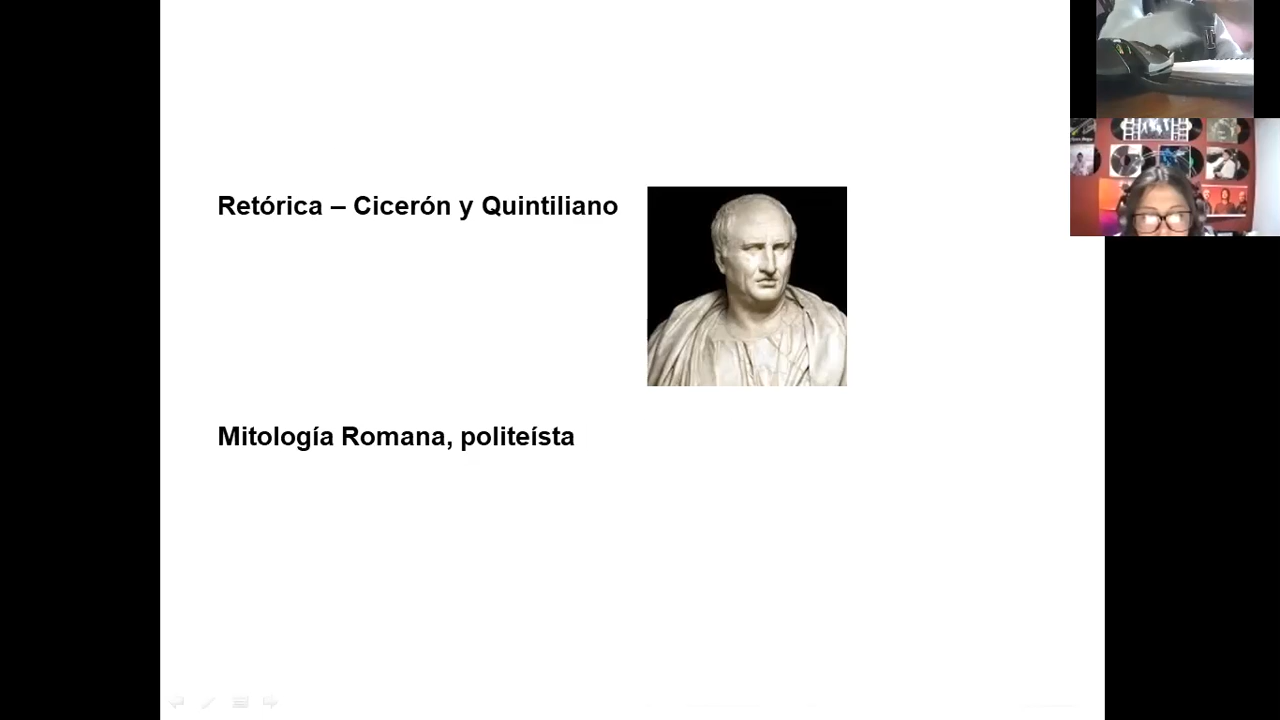 Retórica – Cicerón y Quintiliano
Mitología Romana, politeísta